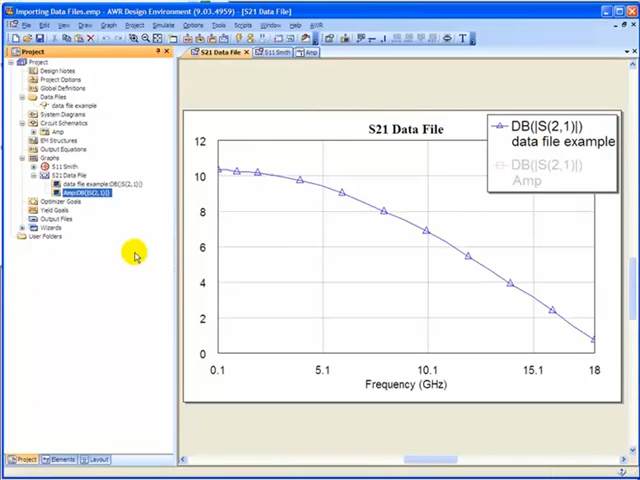 Importing Data Files.emp - AWR Design Environment (9.03.4959) - [S21 Data File]
File Edit View Draw Graph Project Simulate Options Tools Scripts Window Help AWR
Project
S21 Data File
S11 Smith
Amp
Project
Design Notes
Project Options
Global Definitions
Data Files
data file example
System Diagrams
Circuit Schematics
Amp
EM Structures
Output Equations
Graphs
S11 Smith
S21 Data File
data file example:DB(|S(2,1)|)
Amp:DB(|S(2,1)|)
Optimizer Goals
Yield Goals
Output Files
Wizards
User Folders
S21 Data File
DB(|S(2,1)|)
data file example
DB(|S(2,1)|)
Amp
12
10
8
6
4
2
0
0.1
5.1
10.1
15.1
18
Frequency (GHz)
Project
Elements
Layout